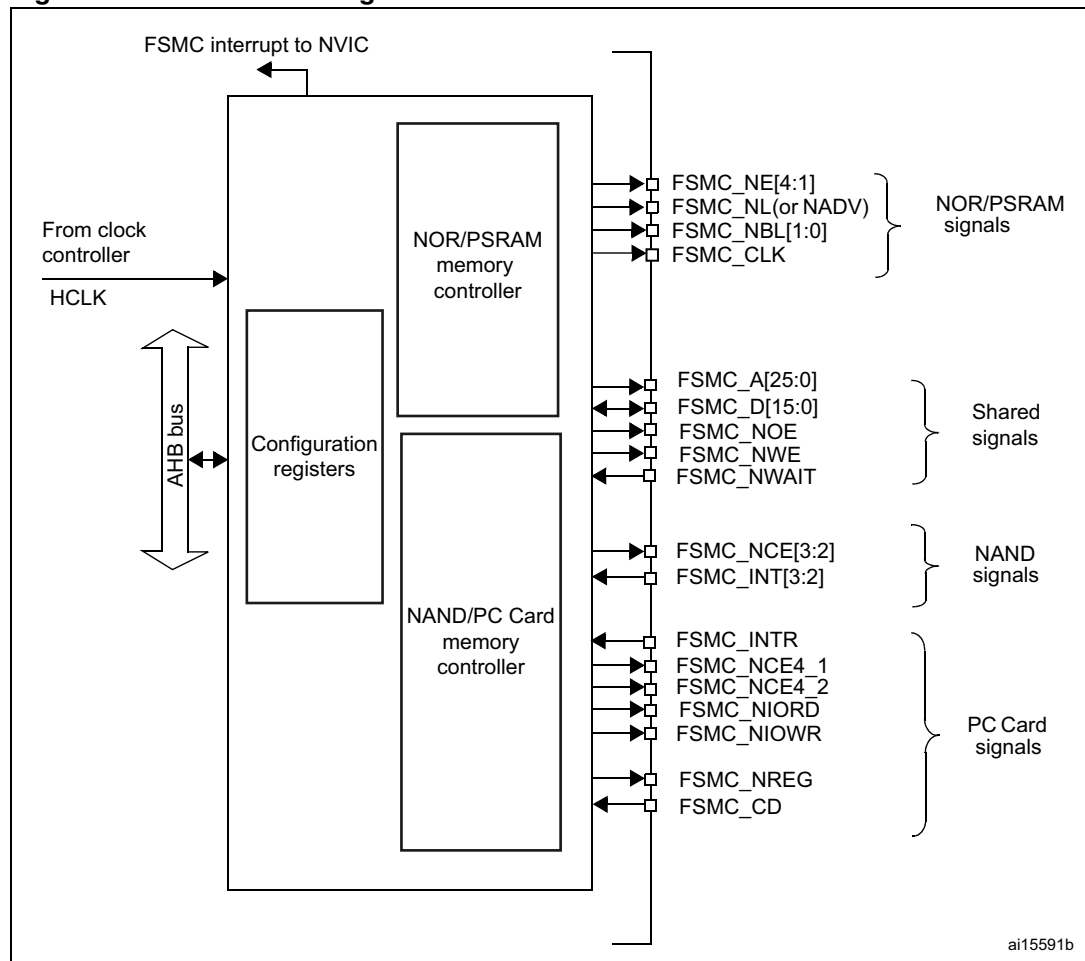 FSMC interrupt to NVIC
From clock
controller
HCLK
AHB bus
Configuration
registers
NOR/PSRAM
memory
controller
NAND/PC Card
memory
controller
FSMC_NE[4:1]
FSMC_NL(or NADV)
FSMC_NBL[1:0]
FSMC_CLK
NOR/PSRAM
signals
FSMC_A[25:0]
FSMC_D[15:0]
FSMC_NOE
FSMC_NWE
FSMC_NWAIT
Shared
signals
FSMC_NCE[3:2]
FSMC_INT[3:2]
NAND
signals
FSMC_INTR
FSMC_NCE4_1
FSMC_NCE4_2
FSMC_NIORD
FSMC_NIOWR
FSMC_NREG
FSMC_CD
PC Card
signals
ai15591b